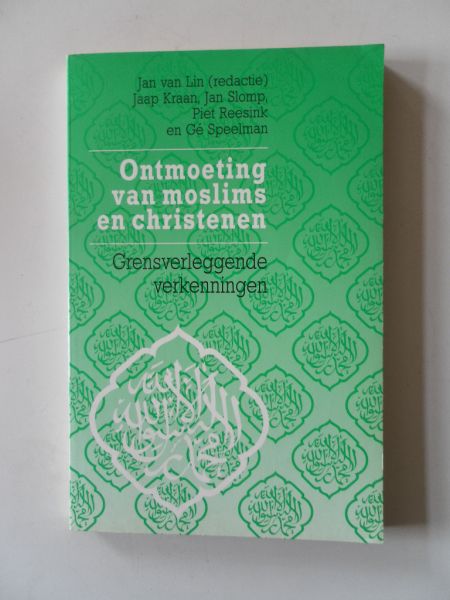 Jan van Lin (redactie)
Jaap Kraan, Jan Slomp,
Piet Reesink
en Gé Speelman
Ontmoeting
van moslims
en christenen
Grensverleggende
verkenningen